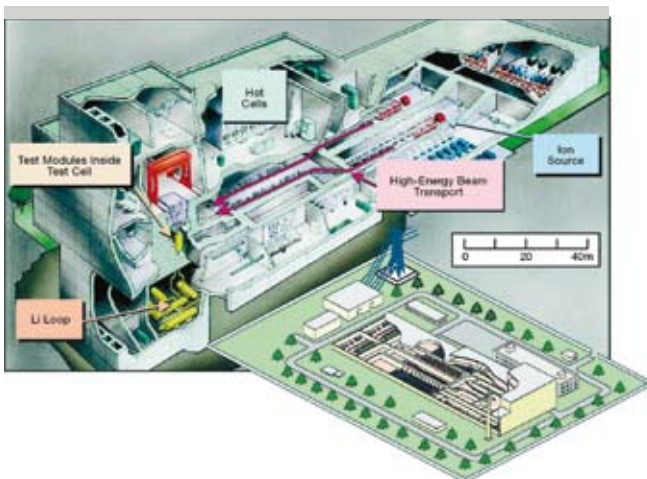 Hot
Cells
Test Modules Inside
Test Cell
Ion
Source
High-Energy Beam
Transport
0 20 40m
Li Loop